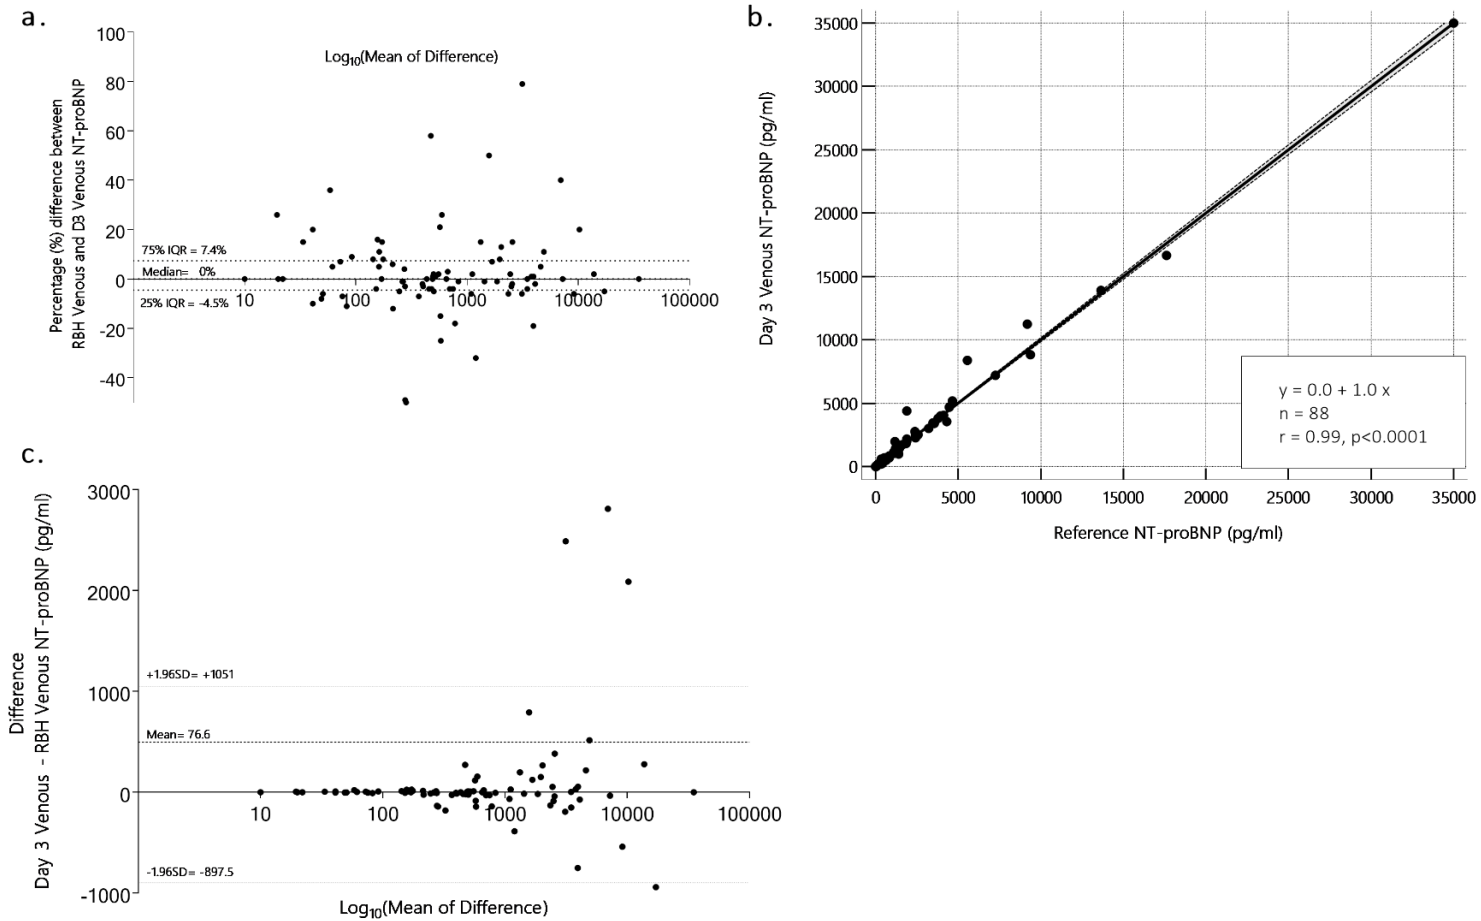 a.
100
80
60
40
20
0
-20
-40
Percentage (%) difference between
RBH Venous and D3 Venous NT-proBNP
Log10(Mean of Difference)
75% IQR = 7.4%
Median= 0%
25% IQR = -4.5%
10
100
1000
10000
100000
b.
35000
30000
25000
20000
15000
10000
5000
0
Day 3 Venous NT-proBNP (pg/ml)
y = 0.0 + 1.0 x
n = 88
r = 0.99, p<0.0001
0
5000
10000
15000
20000
25000
30000
35000
Reference NT-proBNP (pg/ml)
c.
3000
2000
1000
0
-1000
Difference
Day 3 Venous - RBH Venous NT-proBNP (pg/ml)
+1.96SD= +1051
Mean= 76.6
-1.96SD= -897.5
10
100
1000
10000
100000
Log10(Mean of Difference)